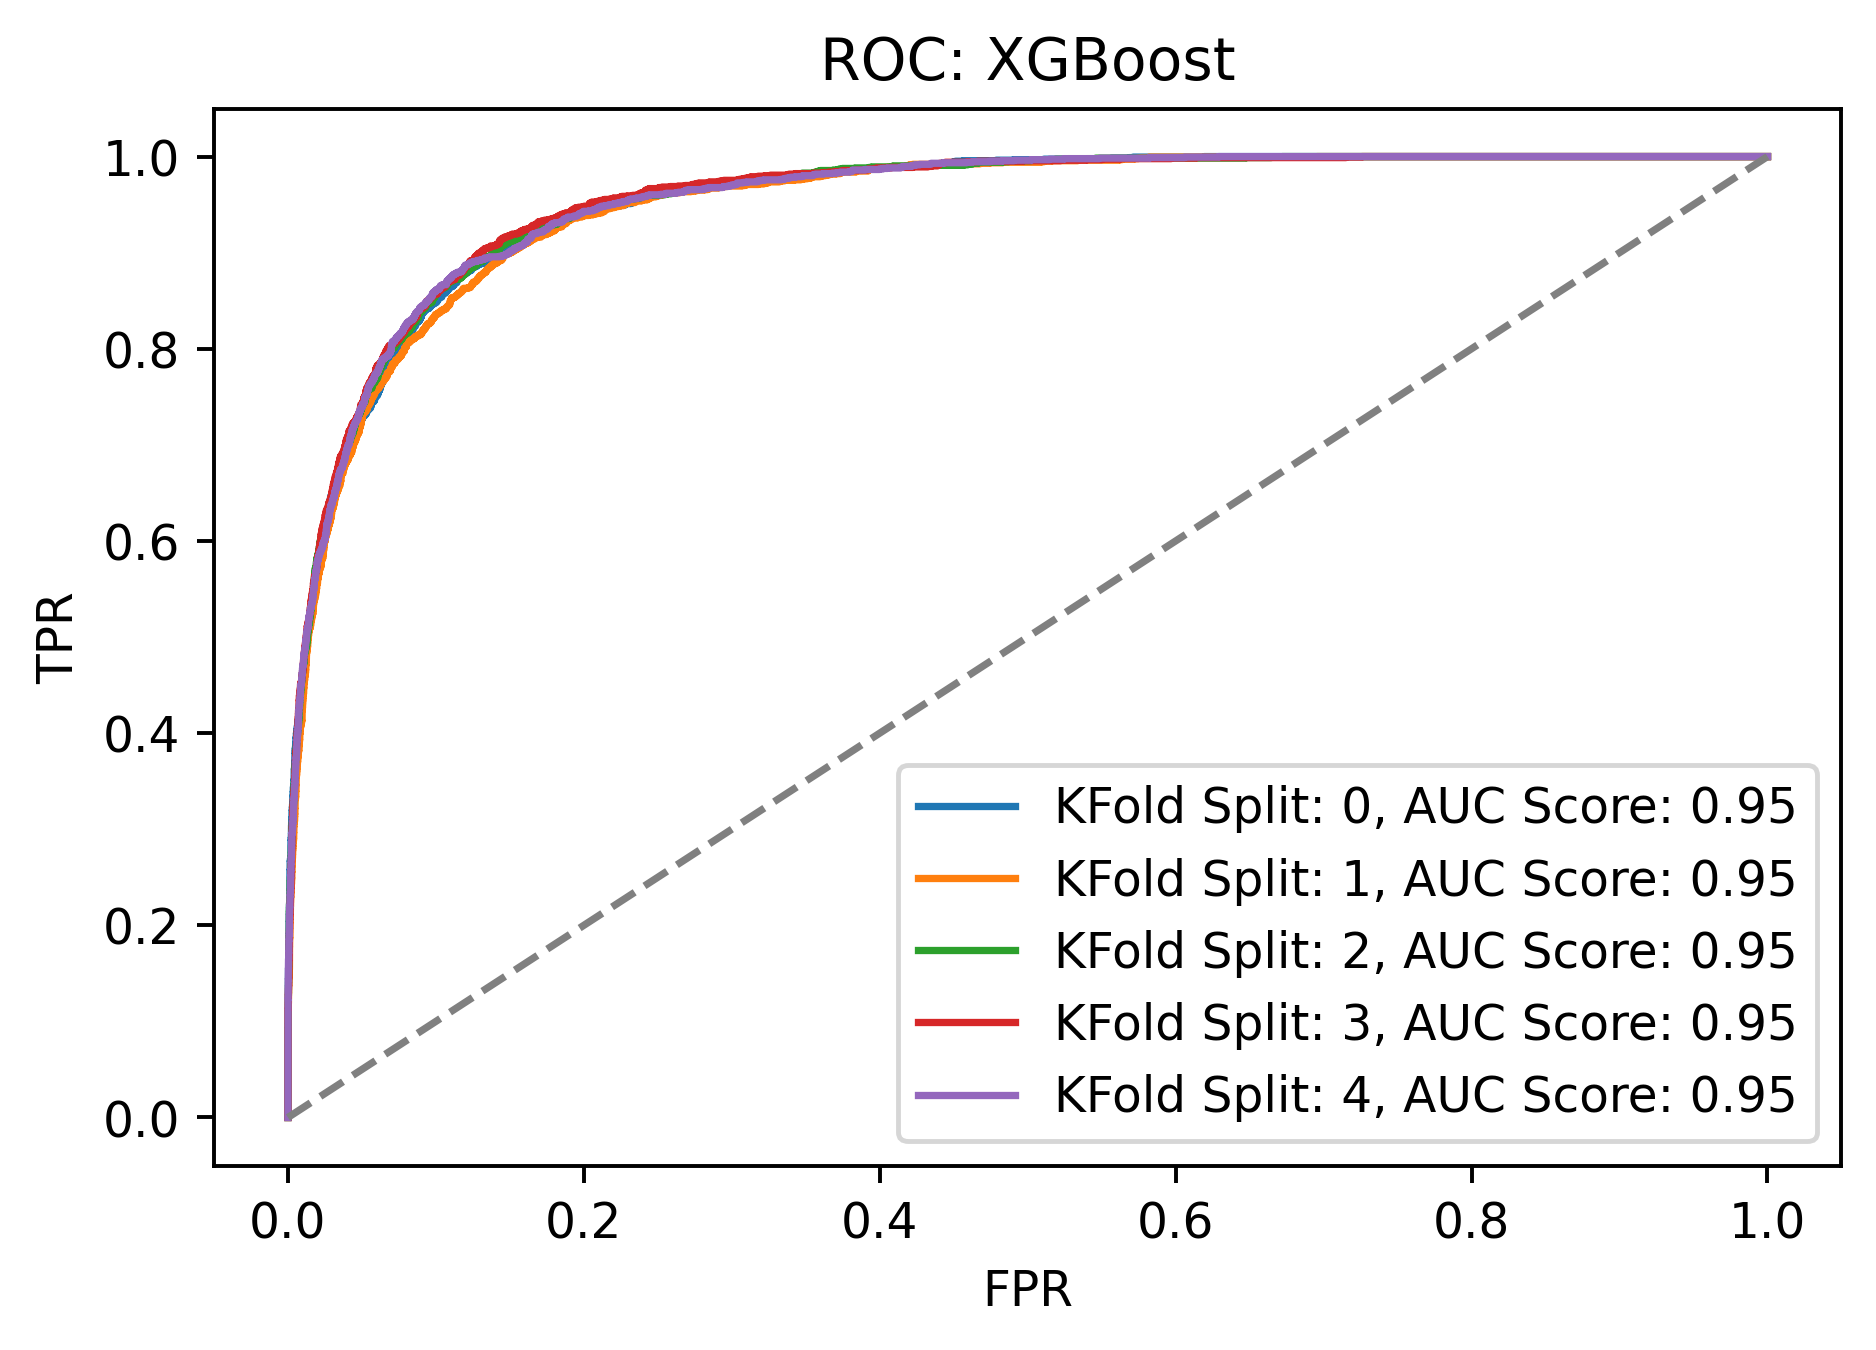 ROC: XGBoost
TPR
1.0
0.8
0.6
0.4
0.2
0.0
KFold Split: 0, AUC Score: 0.95
KFold Split: 1, AUC Score: 0.95
KFold Split: 2, AUC Score: 0.95
KFold Split: 3, AUC Score: 0.95
KFold Split: 4, AUC Score: 0.95
0.0 0.2 0.4 0.6 0.8 1.0
FPR